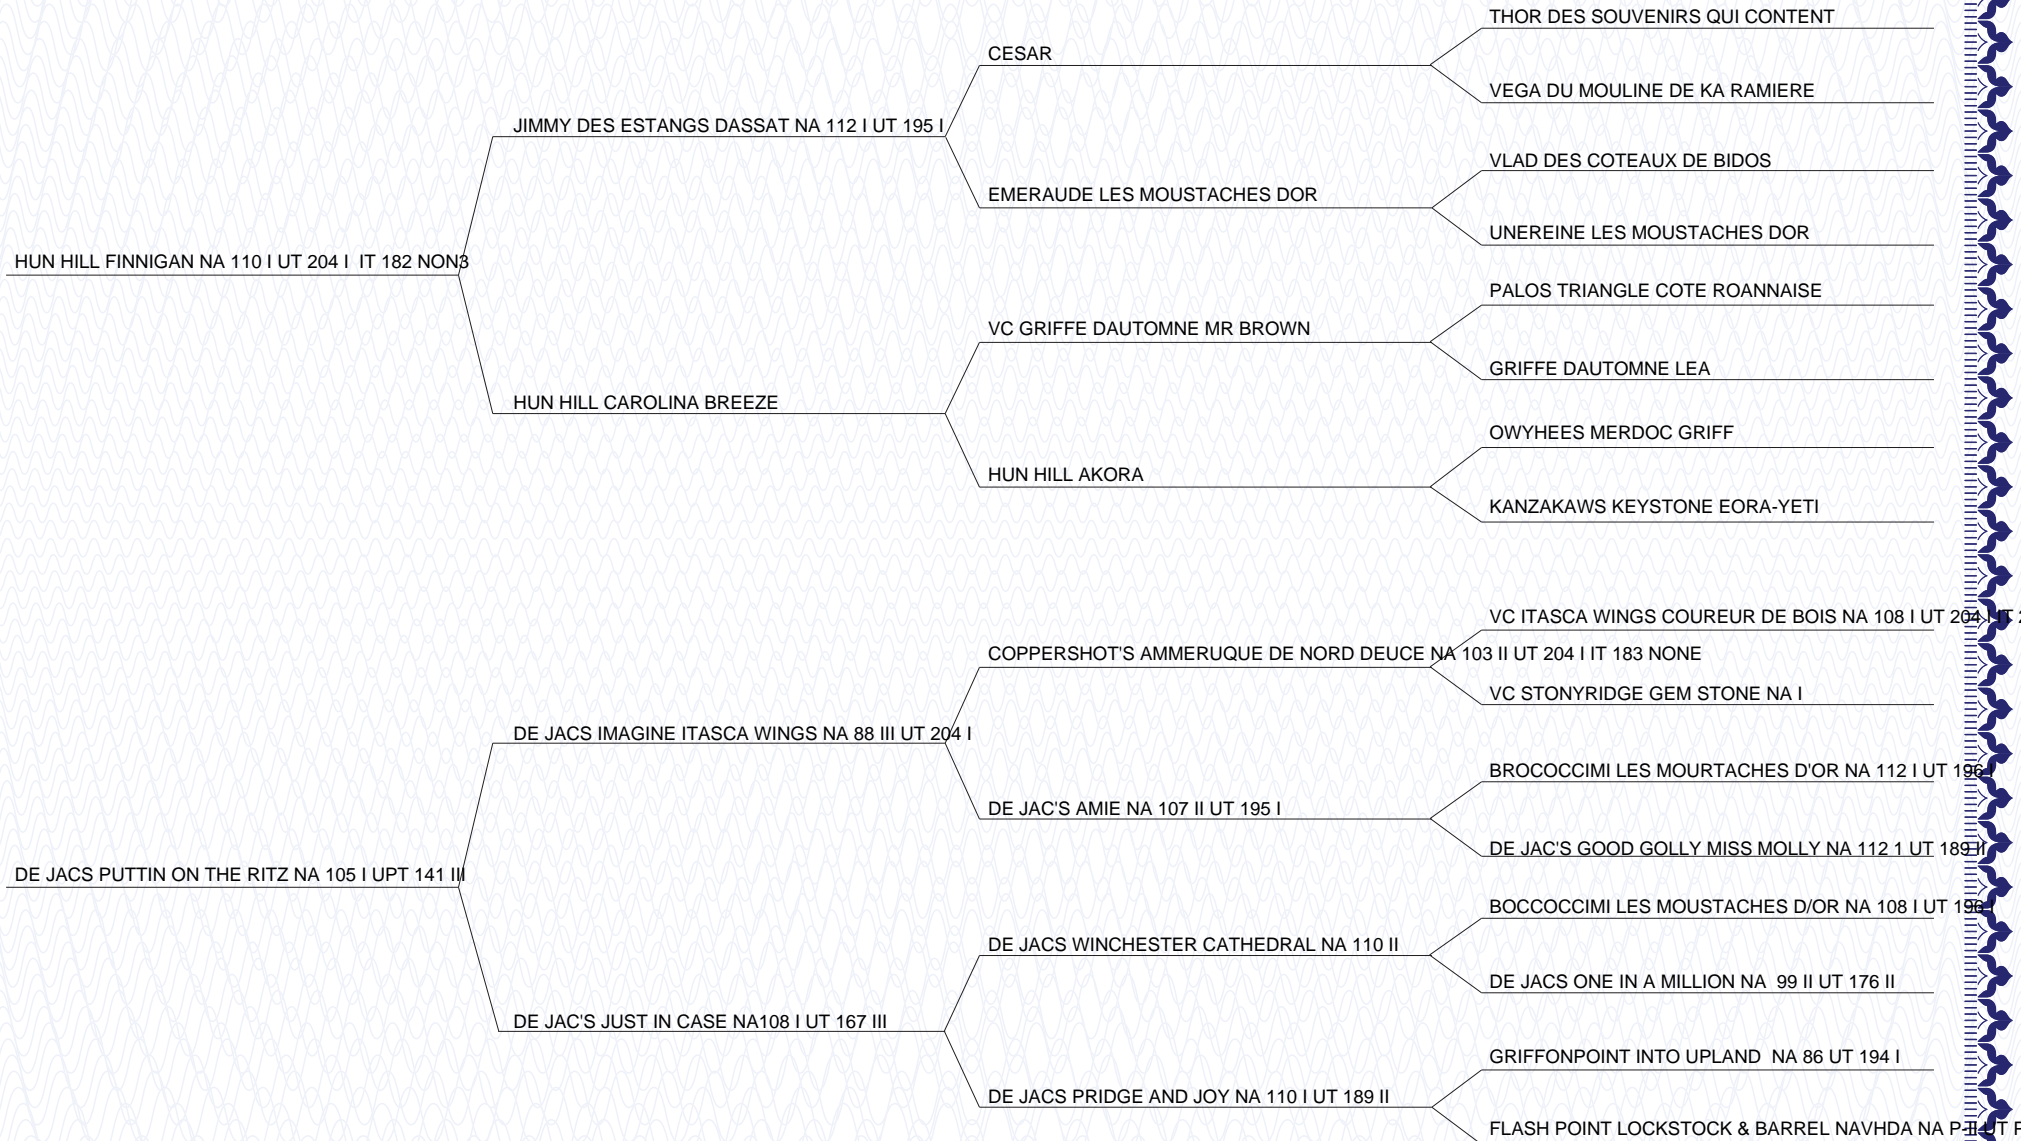 THOR DES SOUVENIRS QUI CONTENT
CESAR
VEGA DU MOULINE DE KA RAMIERE
JIMMY DES ESTANGS DASSAT NA 112 I UT 195 I
VLAD DES COTEAUX DE BIDOS
EMERAUDE LES MOUSTACHES DOR
UNEREINE LES MOUSTACHES DOR
HUN HILL FINNIGAN NA 110 I UT 204 I  IT 182 NON3
PALOS TRIANGLE COTE ROANNAISE
VC GRIFFE DAUTOMNE MR BROWN
GRIFFE DAUTOMNE LEA
HUN HILL CAROLINA BREEZE
OWYHEES MERDOC GRIFF
HUN HILL AKORA
KANZAKAWS KEYSTONE EORA-YETI
VC ITASCA WINGS COUREUR DE BOIS NA 108 I UT 204 I IT
COPPERSHOT'S AMMERUQUE DE NORD DEUCE NA 103 II UT 204 I IT 183 NONE
VC STONYRIDGE GEM STONE NA I
DE JACS IMAGINE ITASCA WINGS NA 88 III UT 204 I
BROCOCCIMI LES MOURTACHES D'OR NA 112 I UT 196 I
DE JAC'S AMIE NA 107 II UT 195 I
DE JAC'S GOOD GOLLY MISS MOLLY NA 112 1 UT 189 II
DE JACS PUTTIN ON THE RITZ NA 105 I UPT 141 III
BOCCOCCIMI LES MOUSTACHES D/OR NA 108 I UT 196 I
DE JACS WINCHESTER CATHEDRAL NA 110 II
DE JACS ONE IN A MILLION NA  99 II UT 176 II
DE JAC'S JUST IN CASE NA108 I UT 167 III
GRIFFONPOINT INTO UPLAND  NA 86 UT 194 I
DE JACS PRIDGE AND JOY NA 110 I UT 189 II
FLASH POINT LOCKSTOCK & BARREL NAVHDA NA P-II UT